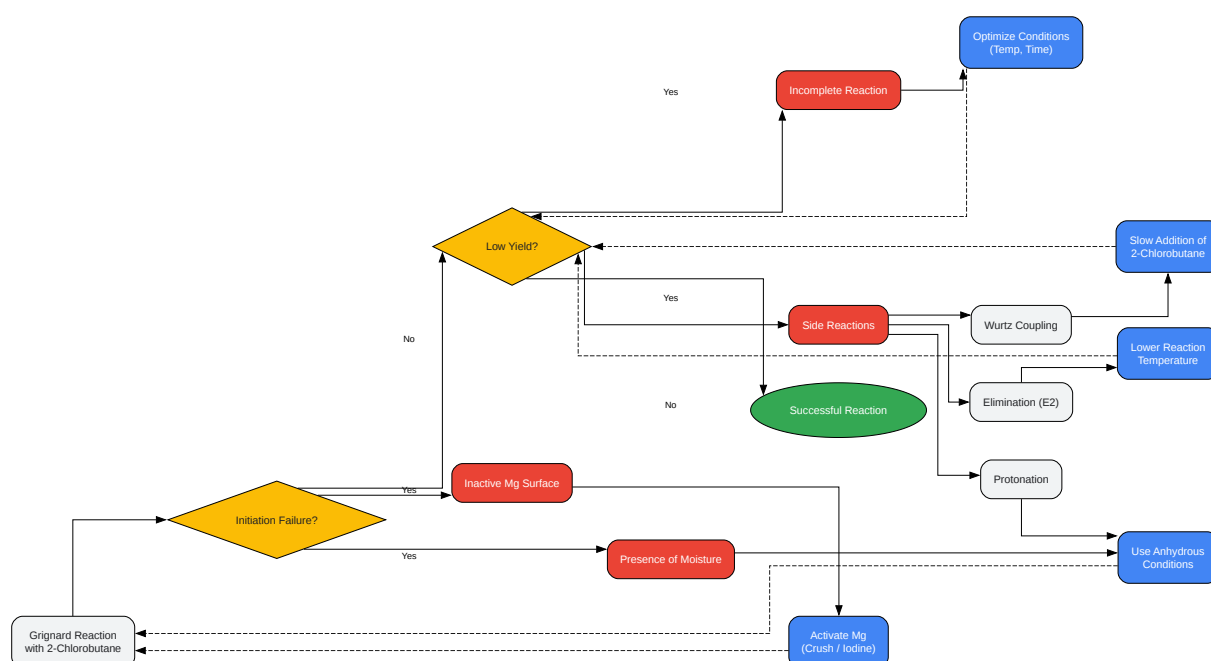 Optimize Conditions
(Temp, Time)
Incomplete Reaction
Yes
Low Yield?
Slow Addition of
2-Chlorobutane
Yes
Side Reactions
Wurtz Coupling
No
Lower Reaction
Temperature
Elimination (E2)
No
Successful Reaction
Inactive Mg Surface
Yes
Protonation
Initiation Failure?
Yes
Presence of Moisture
Use Anhydrous
Conditions
Grignard Reaction
with 2-Chlorobutane
Activate Mg
(Crush / Iodine)